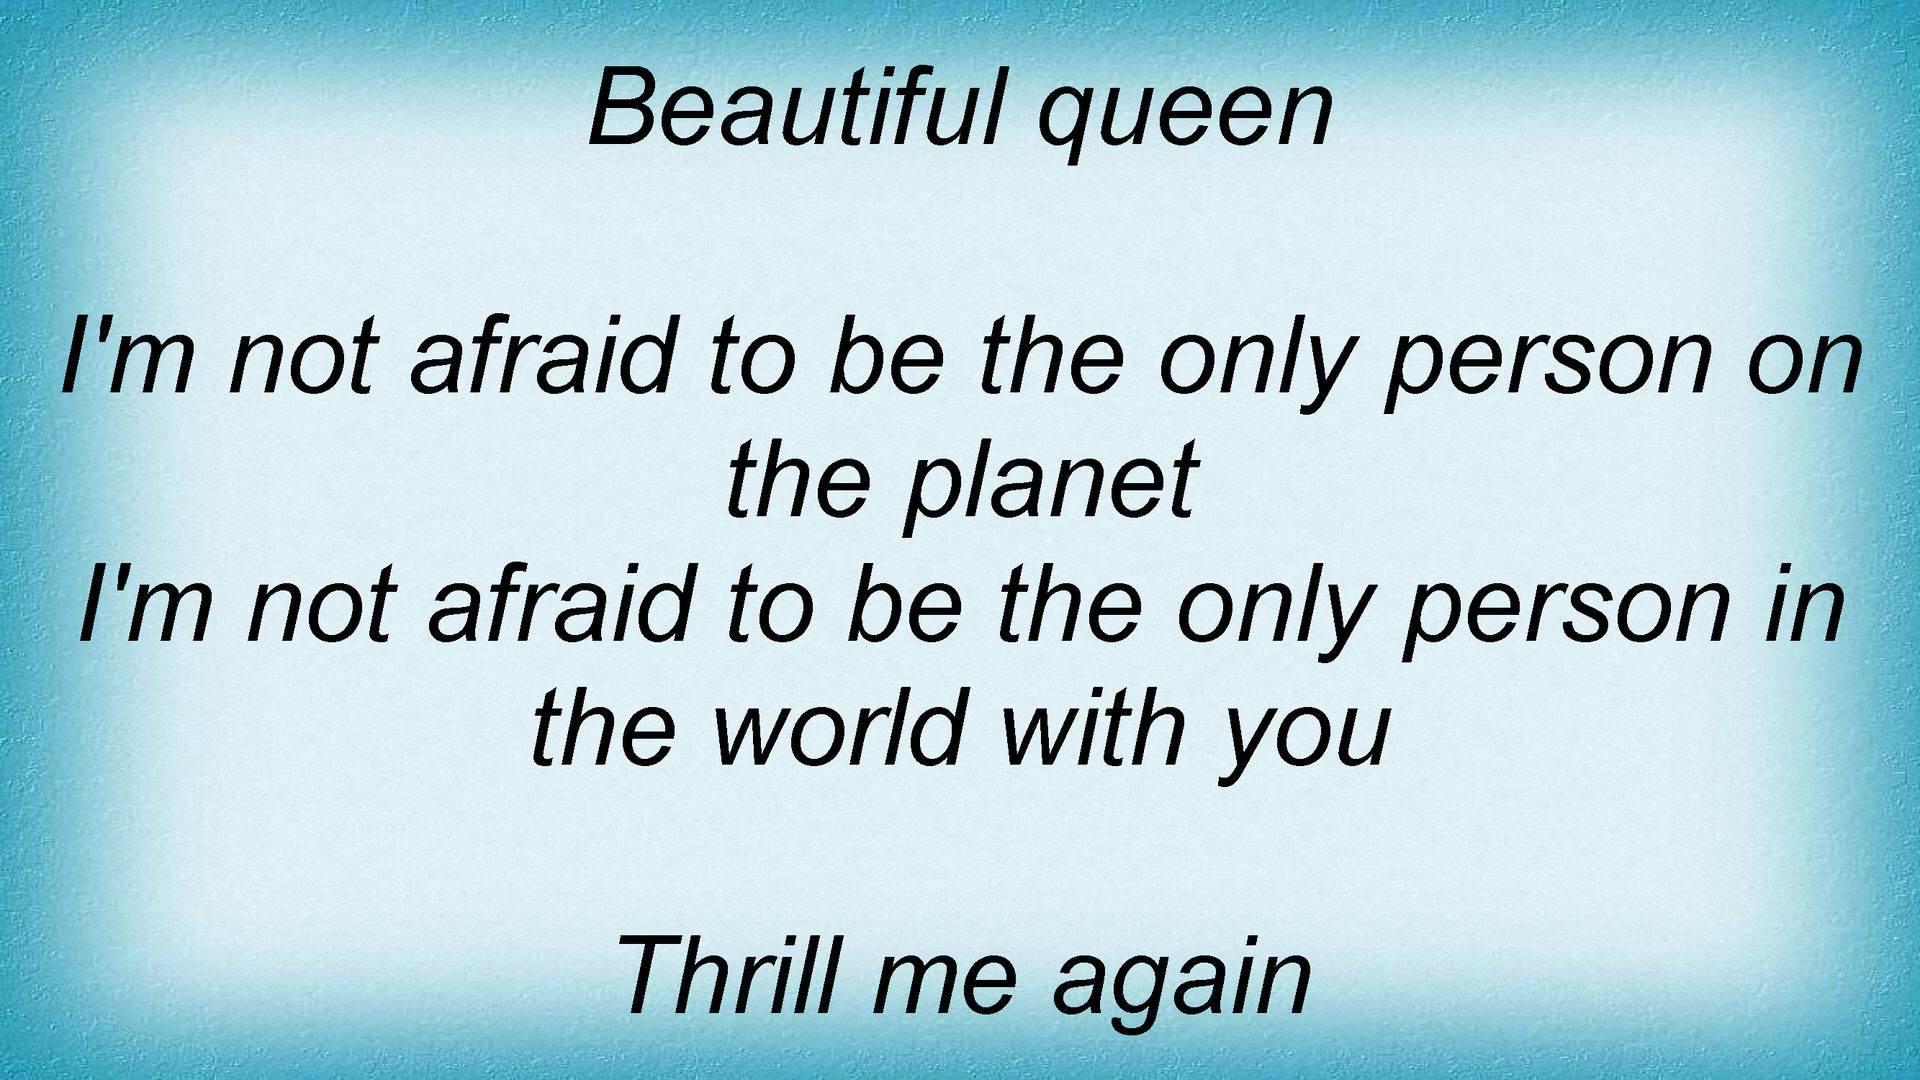 Beautiful queen
I'm not afraid to be the only person on
the planet
I'm not afraid to be the only person in
the world with you
Thrill me again